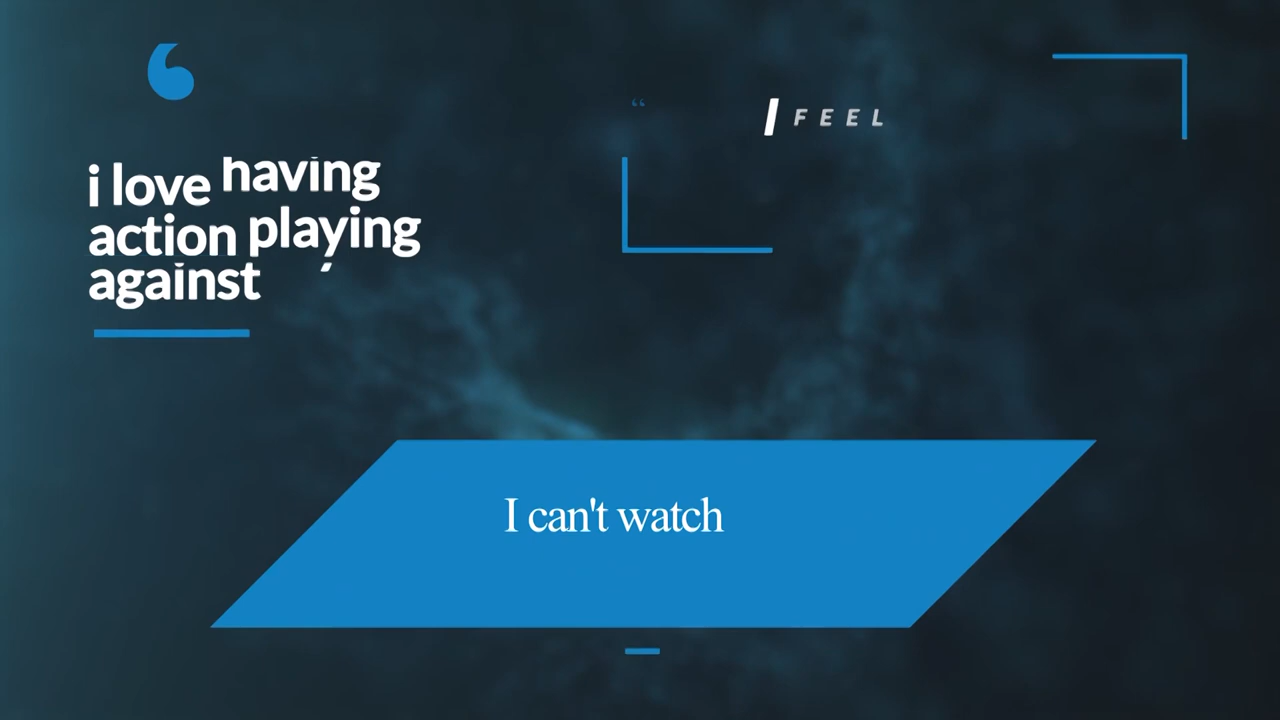 i love having
action playing
against
“
FEEL
I can't watch